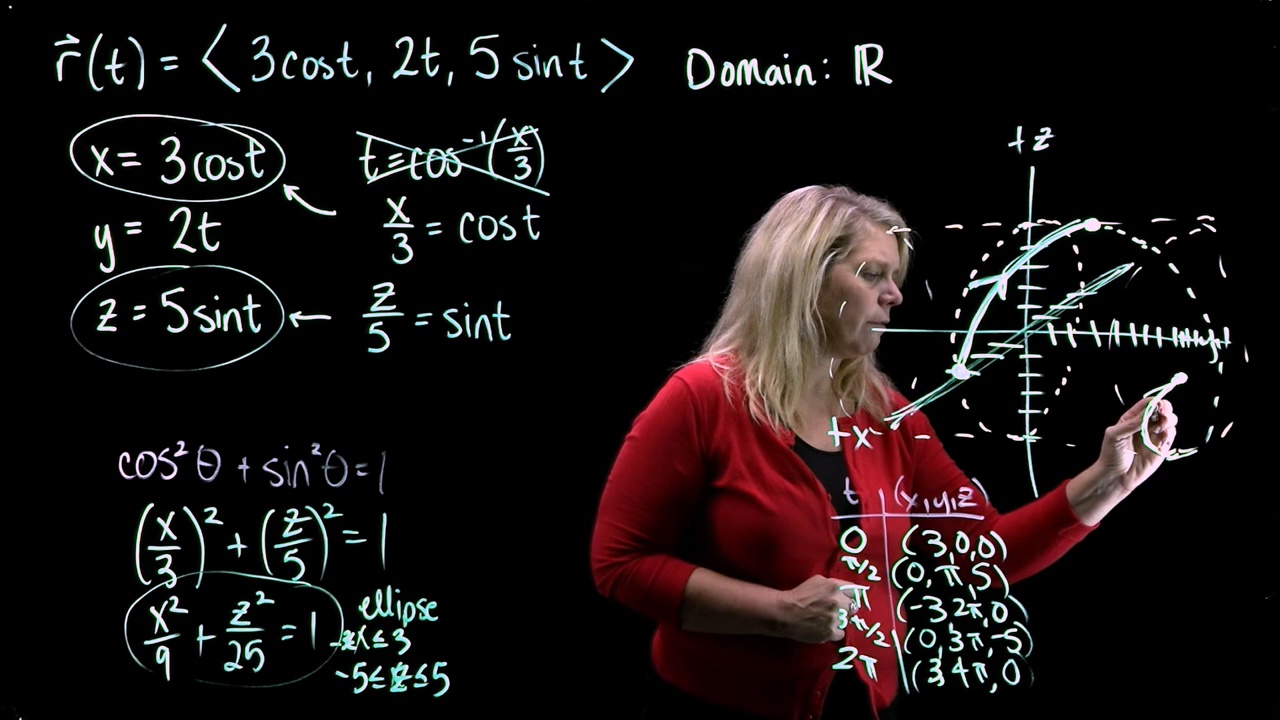 r⃗(t) = ⟨3cost, 2t, 5sint⟩ Domain: ℝ
x = 3cost
t = cos⁻¹(x/3)
y = 2t
x/3 = cost
z = 5sint
z/5 = sint
cos²θ + sin²θ = 1
(x/3)² + (z/5)² = 1
x²/9 + z²/25 = 1
ellipse
x ≤ 3
-5 ≤ z ≤ 5
+z
+x
t (x,y,z)
0 (3,0,0)
π/2 (0,π,5)
π (-3,2π,0)
3π/2 (0,3π,-5)
2π (3,4π,0)